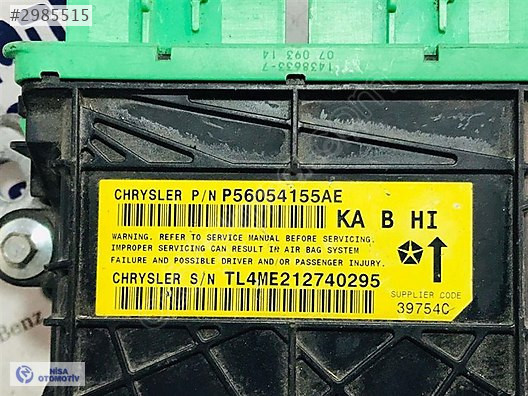 #2985515
1438633-7
07 093 14
CHRYSLER P/N P56054155AE
KA B HI
WARNING. REFER TO SERVICE MANUAL BEFORE SERVICING.
IMPROPER SERVICING CAN RESULT IN AIR BAG SYSTEM
FAILURE AND POSSIBLE DRIVER AND/OR PASSENGER INJURY.
CHRYSLER S/N TL4ME212740295
SUPPLIER CODE
39754C
Benz
NİSA
OTOMOTİV